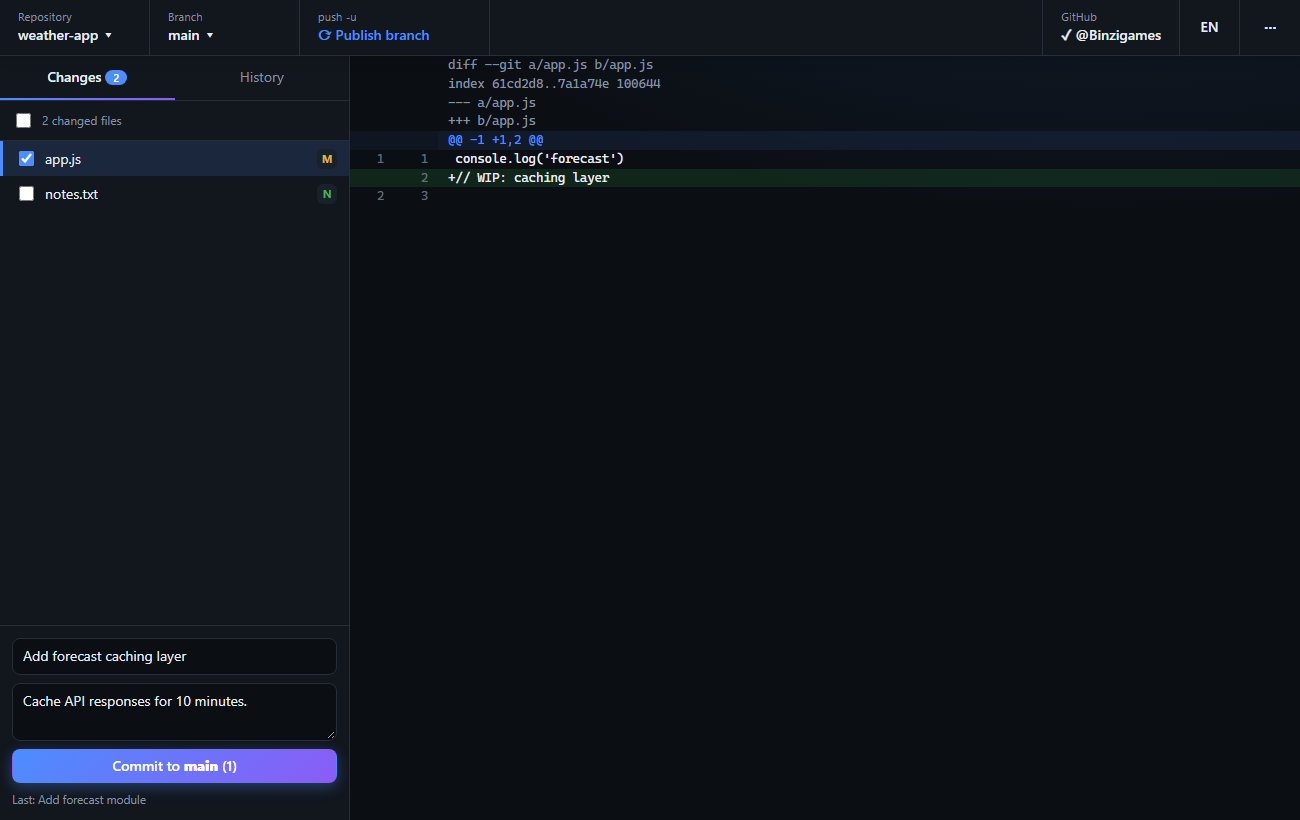 Repository
weather-app ▾
Branch
main ▾
push -u
⟳ Publish branch
GitHub
✓ @Binzigames
EN
···
Changes 2
History
2 changed files
app.js M
notes.txt N
diff --git a/app.js b/app.js
index 61cd2d8..7a1a74e 100644
--- a/app.js
+++ b/app.js
@@ -1 +1,2 @@
1 1 console.log('forecast')
2 +// WIP: caching layer
2 3
Add forecast caching layer
Cache API responses for 10 minutes.
Commit to main (1)
Last: Add forecast module